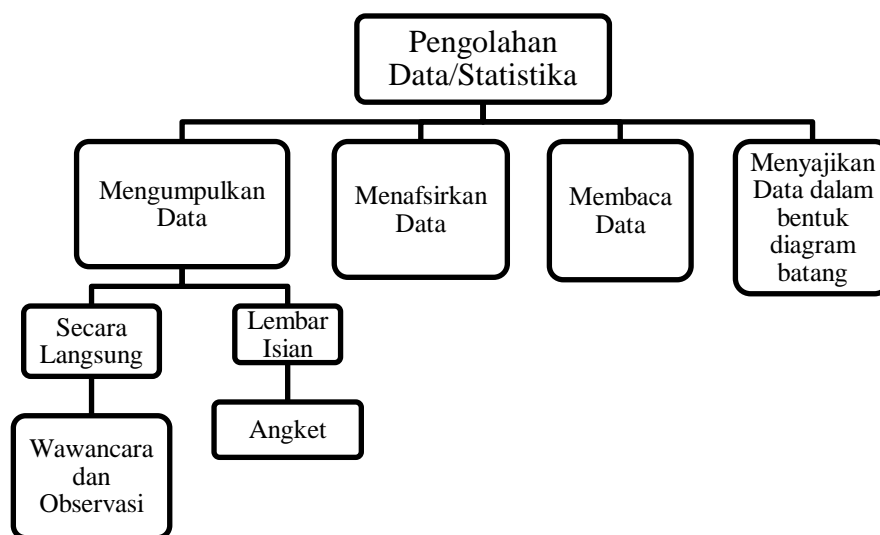 Pengolahan
Data/Statistika
Mengumpulkan
Data
Menafsirkan
Data
Membaca
Data
Menyajikan
Data dalam
bentuk
diagram
batang
Secara
Langsung
Lembar
Isian
Wawancara
dan
Observasi
Angket